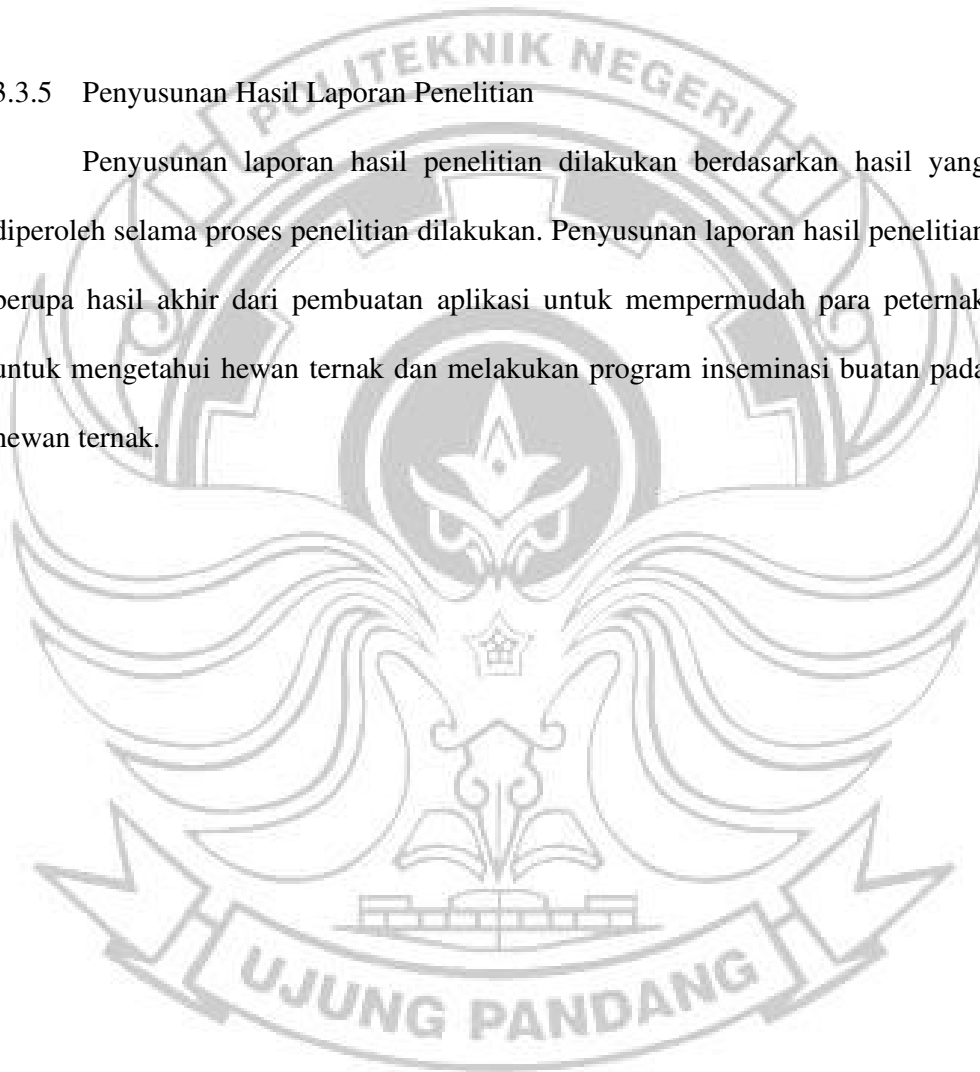 POLITEKNIK NEGERI
3.3.5 Penyusunan Hasil Laporan Penelitian
Penyusunan laporan hasil penelitian dilakukan berdasarkan hasil yang
diperoleh selama proses penelitian dilakukan. Penyusunan laporan hasil penelitian
berupa hasil akhir dari pembuatan aplikasi untuk mempermudah para peternak
untuk mengetahui hewan ternak dan melakukan program inseminasi buatan pada
hewan ternak.
UJUNG PANDANG